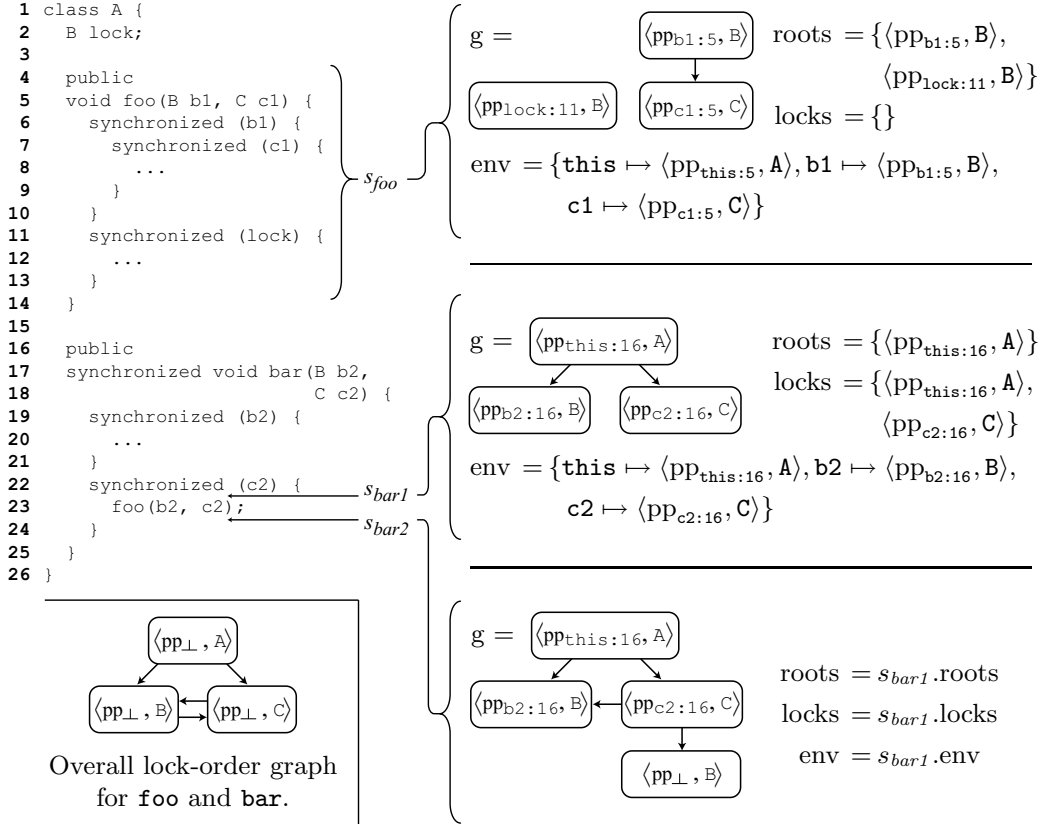 1 class A {
2 B lock;
3
4 public
5 void foo(B b1, C c1) {
6 synchronized (b1) {
7 synchronized (c1) {
8 ...
9 }
10 }
11 synchronized (lock) {
12 ...
13 }
14 }
15
16 public
17 synchronized void bar(B b2,
18 C c2) {
19 synchronized (b2) {
20 ...
21 }
22 synchronized (c2) {
23 foo(b2, c2);
24 }
25 }
26 }
s_foo
s_bar1
s_bar2
g = ⟨pp_b1:5, B⟩ roots = {⟨pp_b1:5, B⟩,
⟨pp_lock:11, B⟩}
⟨pp_lock:11, B⟩ ⟨pp_c1:5, C⟩ locks = {}
env = {this ↦ ⟨pp_this:5, A⟩, b1 ↦ ⟨pp_b1:5, B⟩,
c1 ↦ ⟨pp_c1:5, C⟩}
g = ⟨pp_this:16, A⟩ roots = {⟨pp_this:16, A⟩}
⟨pp_b2:16, B⟩ ⟨pp_c2:16, C⟩ locks = {⟨pp_this:16, A⟩,
⟨pp_c2:16, C⟩}
env = {this ↦ ⟨pp_this:16, A⟩, b2 ↦ ⟨pp_b2:16, B⟩,
c2 ↦ ⟨pp_c2:16, C⟩}
g = ⟨pp_this:16, A⟩
⟨pp_b2:16, B⟩ ⟨pp_c2:16, C⟩
⟨pp_⊥, B⟩
roots = s_bar1.roots
locks = s_bar1.locks
env = s_bar1.env
⟨pp_⊥, A⟩
⟨pp_⊥, B⟩ ⟨pp_⊥, C⟩
Overall lock-order graph
for foo and bar.